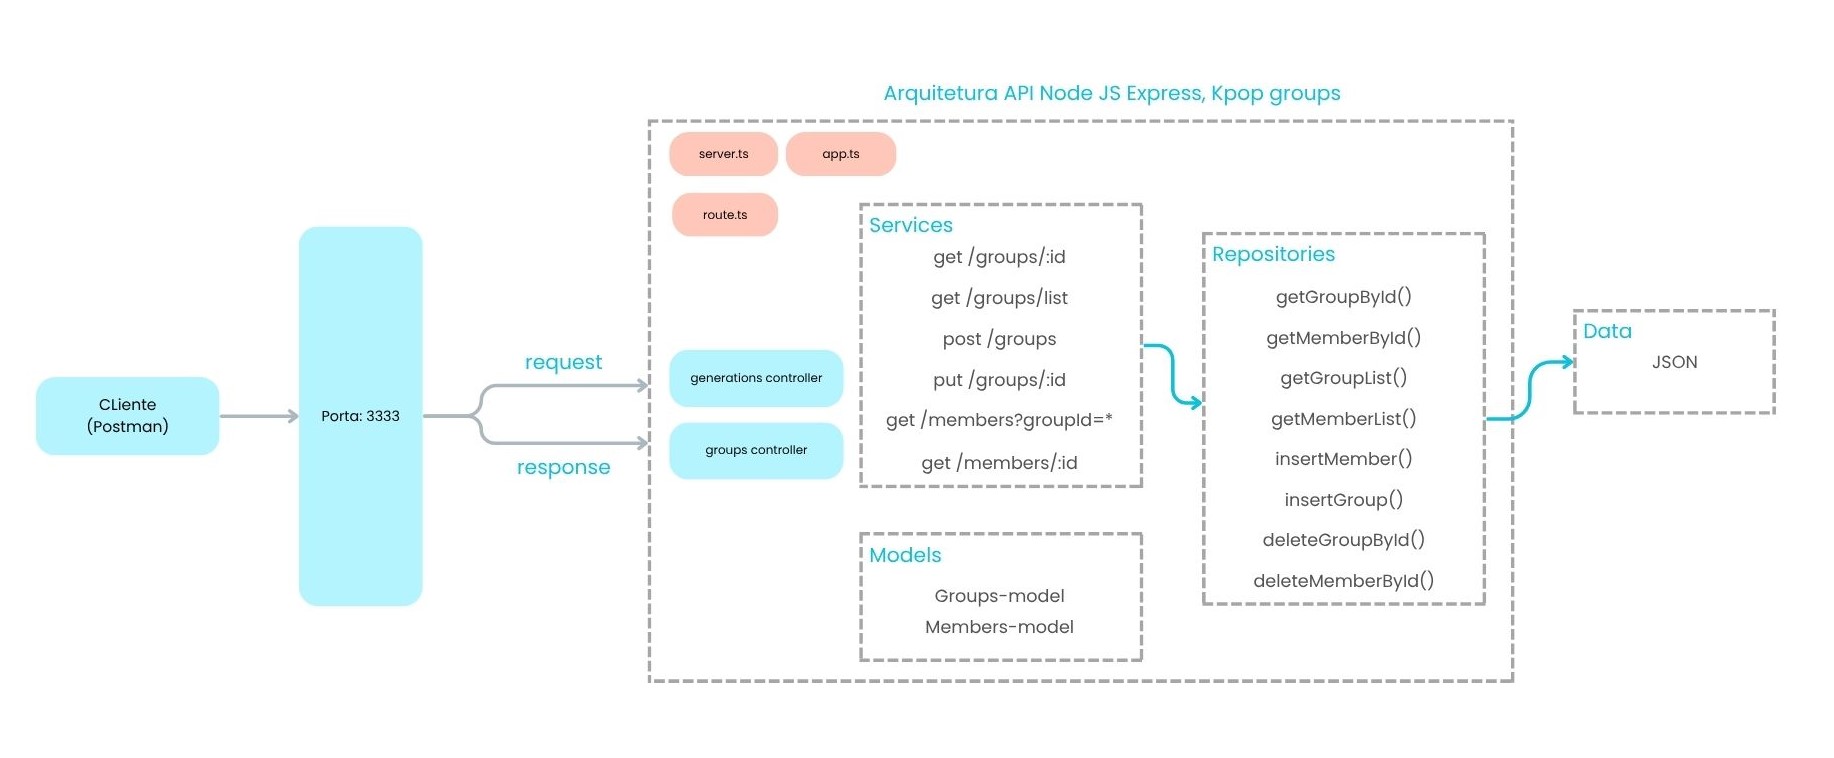 Arquitetura API Node JS Express, Kpop groups
server.ts
app.ts
route.ts
CLiente
(Postman)
Porta: 3333
request
response
generations controller
groups controller
Services
get /groups/:id
get /groups/list
post /groups
put /groups/:id
get /members?groupId=*
get /members/:id
Models
Groups-model
Members-model
Repositories
getGroupById()
getMemberById()
getGroupList()
getMemberList()
insertMember()
insertGroup()
deleteGroupById()
deleteMemberById()
Data
JSON